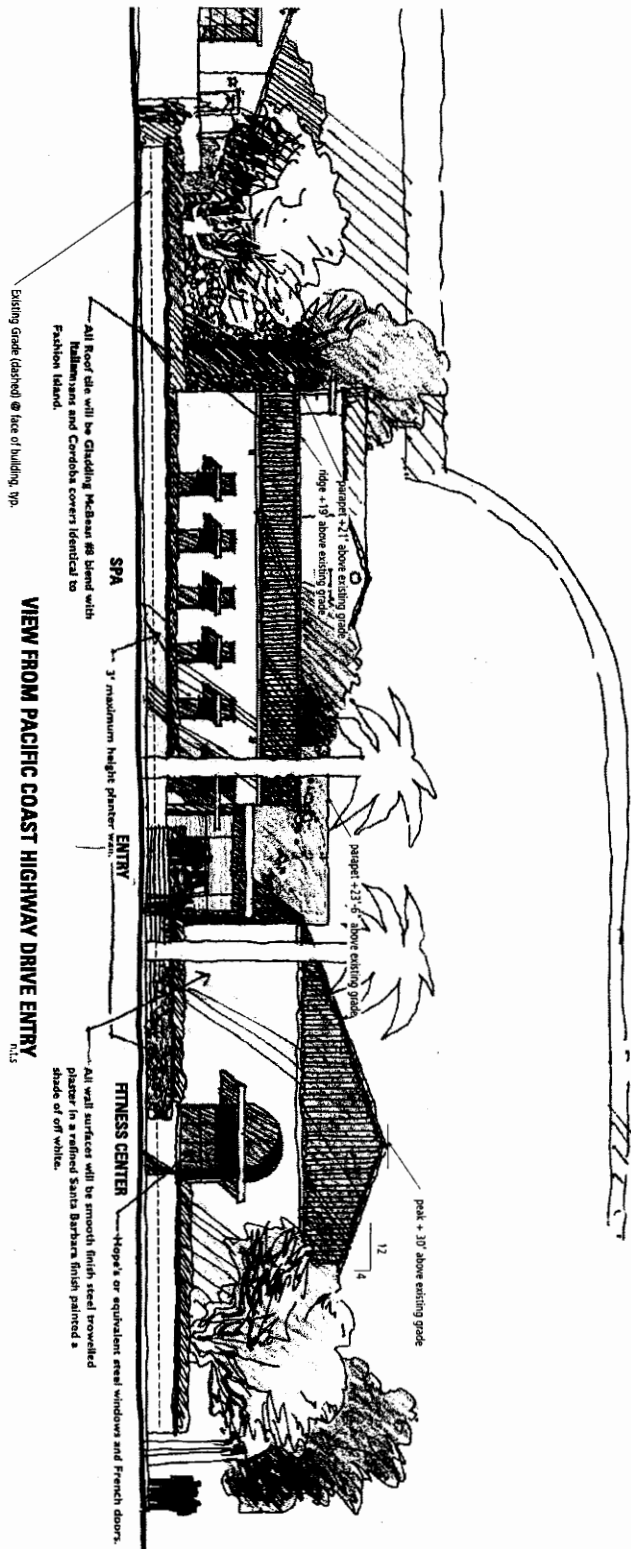 parapet +21' above existing grade
ridge +19' above existing grade
parapet +23'-6" above existing grade
peak + 30' above existing grade
12
4
Existing Grade (dashed) @ face of building, typ.
All Roof tile will be Gladding McBean #8 blend with
Italian pans and Cordoba covers identical to
Fashion Island.
SPA
3' maximum height planter wall.
ENTRY
All wall surfaces will be smooth finish steel trowelled
plaster in a refined Santa Barbara finish painted a
shade of off white.
FITNESS CENTER
Hope's or equivalent steel windows and French doors.
VIEW FROM PACIFIC COAST HIGHWAY DRIVE ENTRY
n.t.s